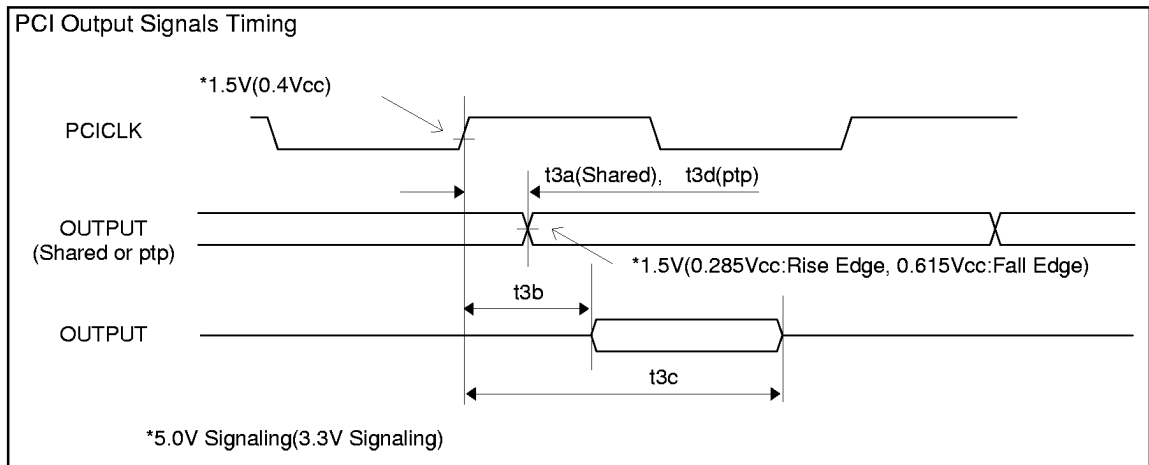 PCI Output Signals Timing
*1.5V(0.4Vcc)
PCICLK
t3a(Shared), t3d(ptp)
OUTPUT
(Shared or ptp)
*1.5V(0.285Vcc:Rise Edge, 0.615Vcc:Fall Edge)
t3b
OUTPUT
t3c
*5.0V Signaling(3.3V Signaling)